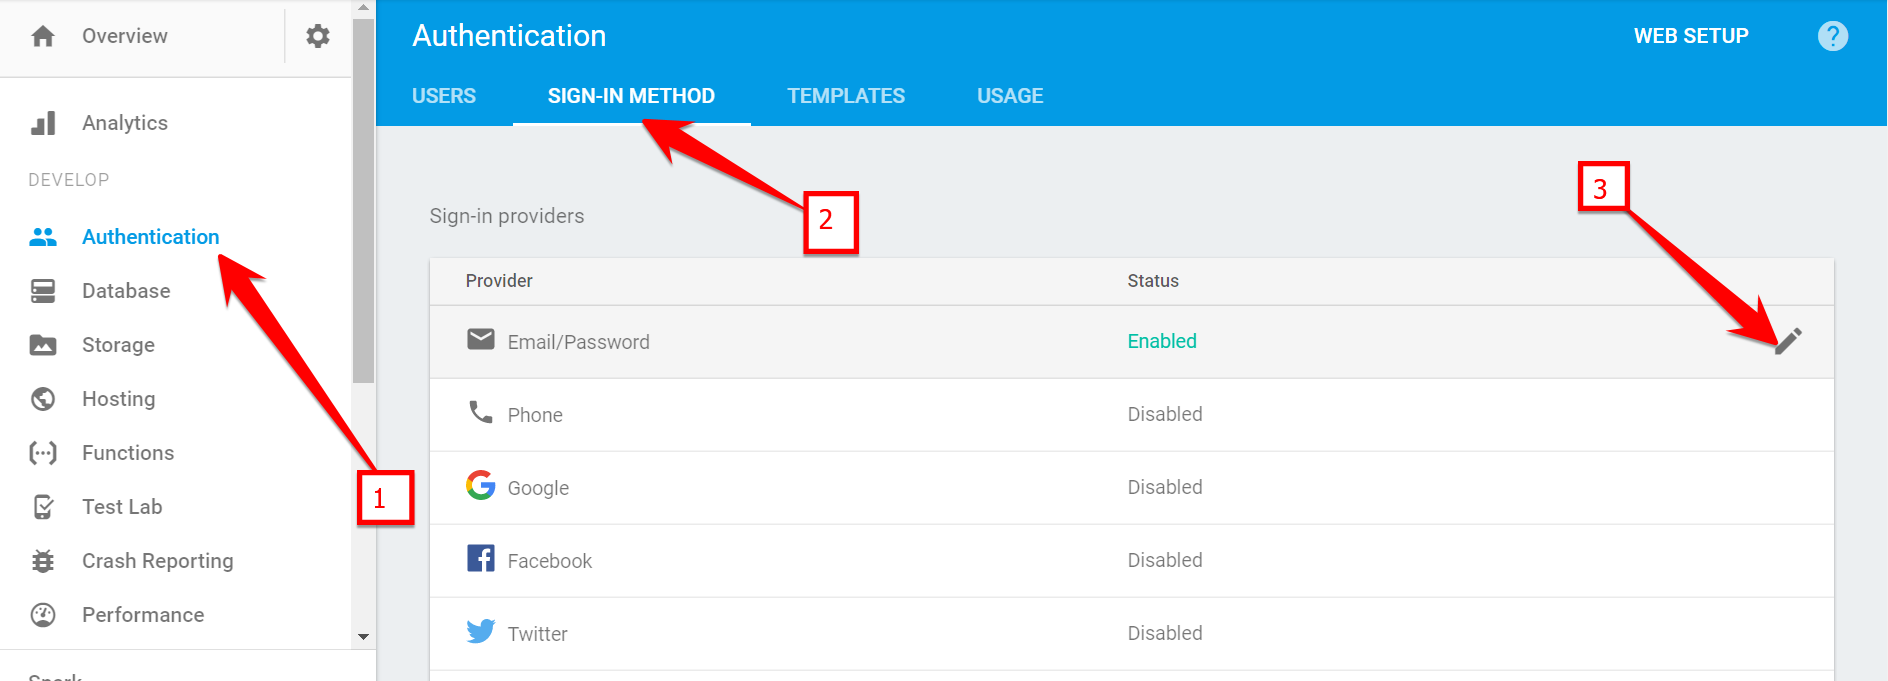 Overview
Analytics
DEVELOP
Authentication
Database
Storage
Hosting
Functions
Test Lab
Crash Reporting
Performance
Spark
1
Authentication
WEB SETUP
?
USERS
SIGN-IN METHOD
TEMPLATES
USAGE
2
3
Sign-in providers
Provider
Status
Email/Password
Enabled
Phone
Disabled
Google
Disabled
Facebook
Disabled
Twitter
Disabled